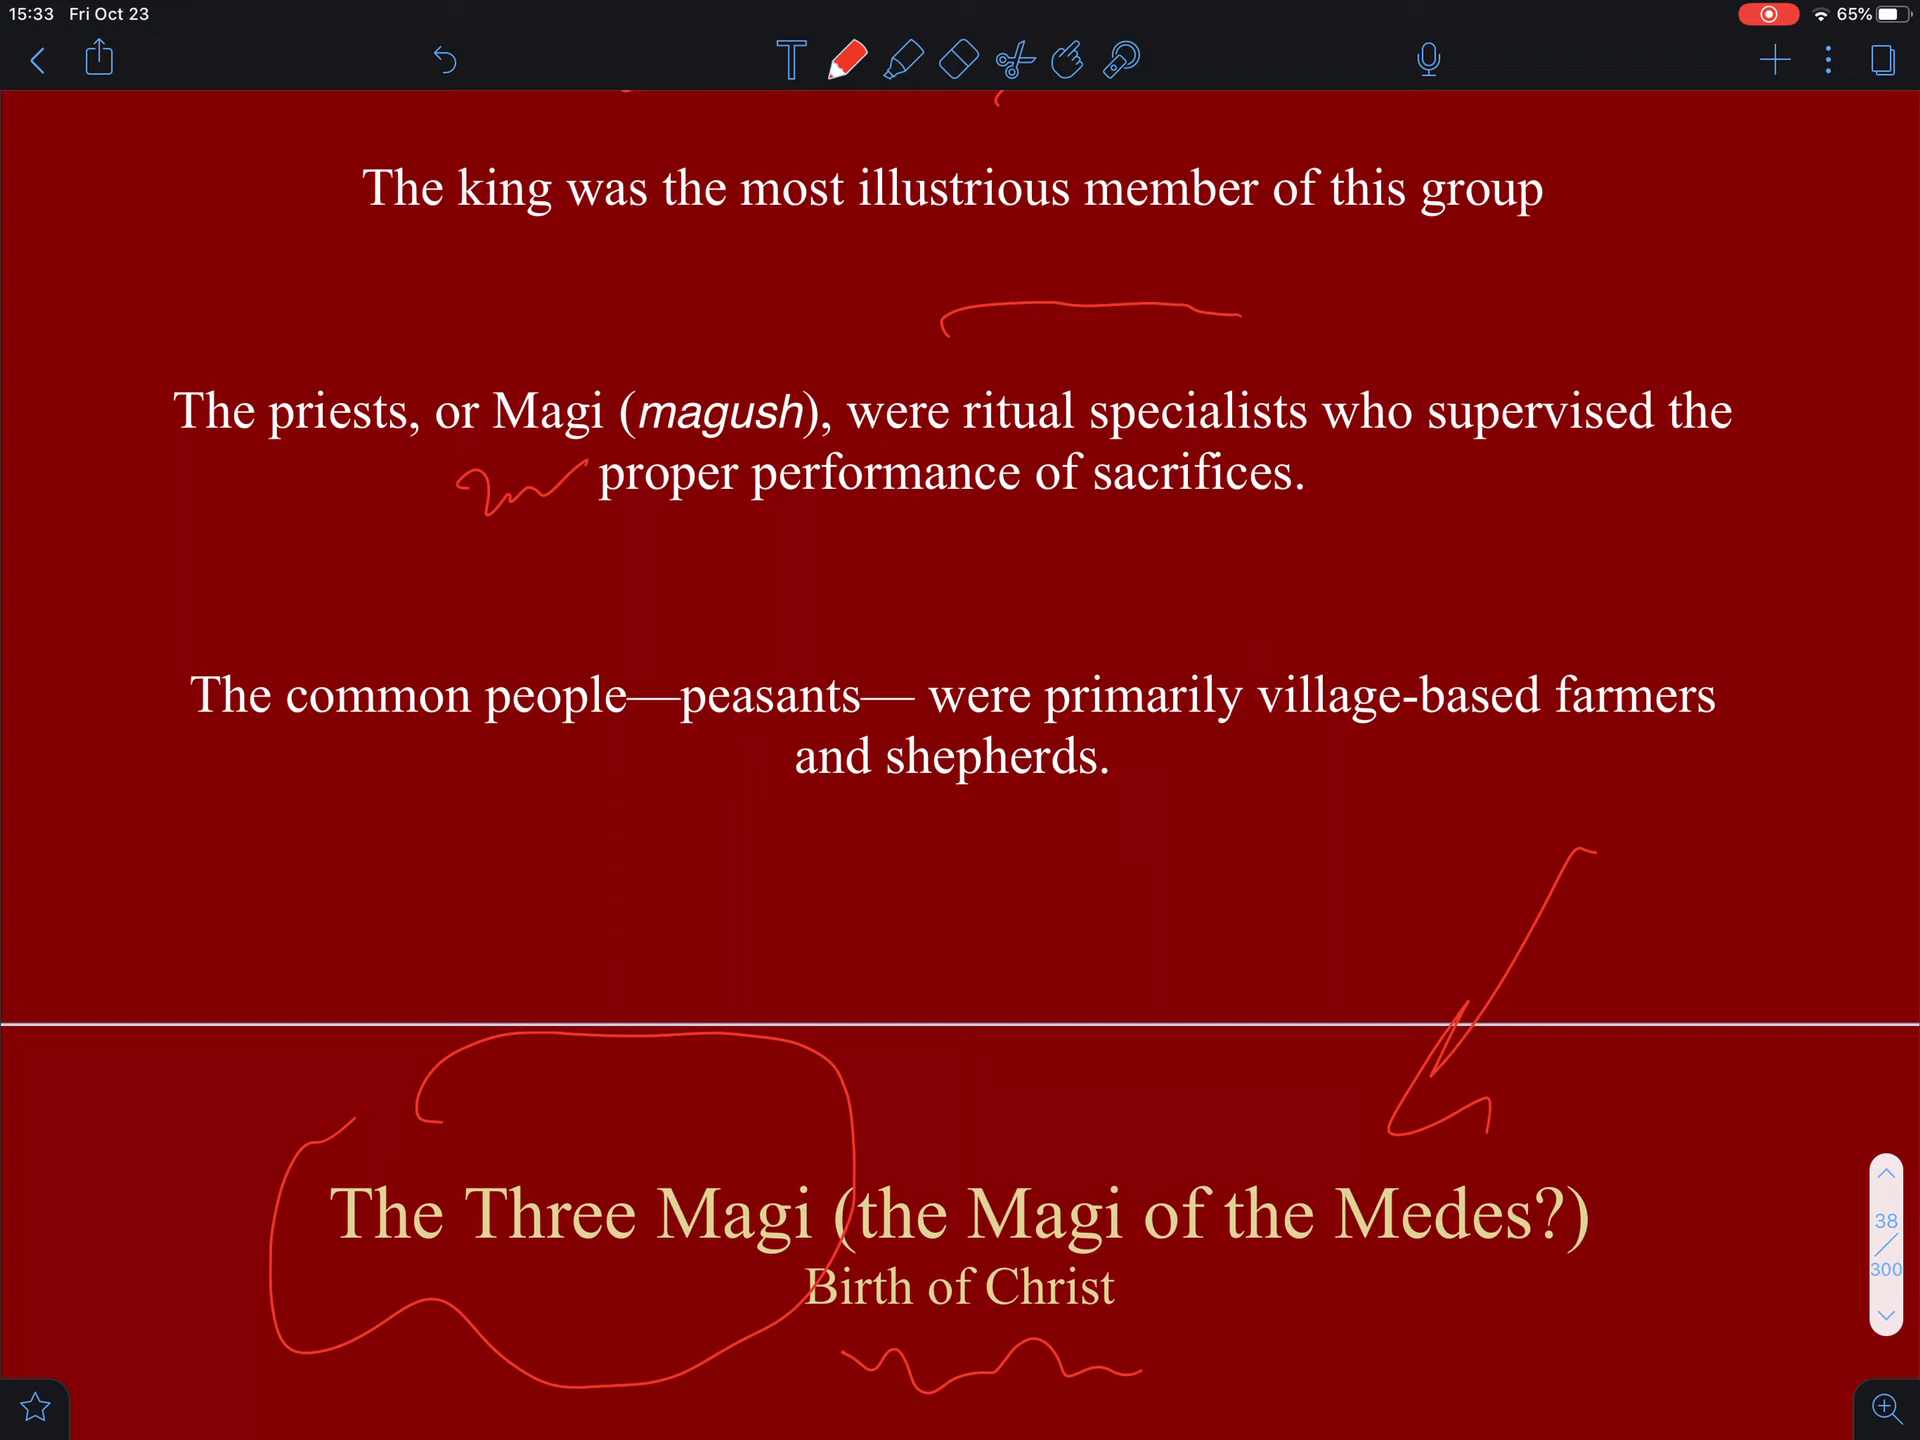 15:33 Fri Oct 23
65%
The king was the most illustrious member of this group
The priests, or Magi (magush), were ritual specialists who supervised the
proper performance of sacrifices.
The common people—peasants— were primarily village-based farmers
and shepherds.
The Three Magi (the Magi of the Medes?)
Birth of Christ
38
300